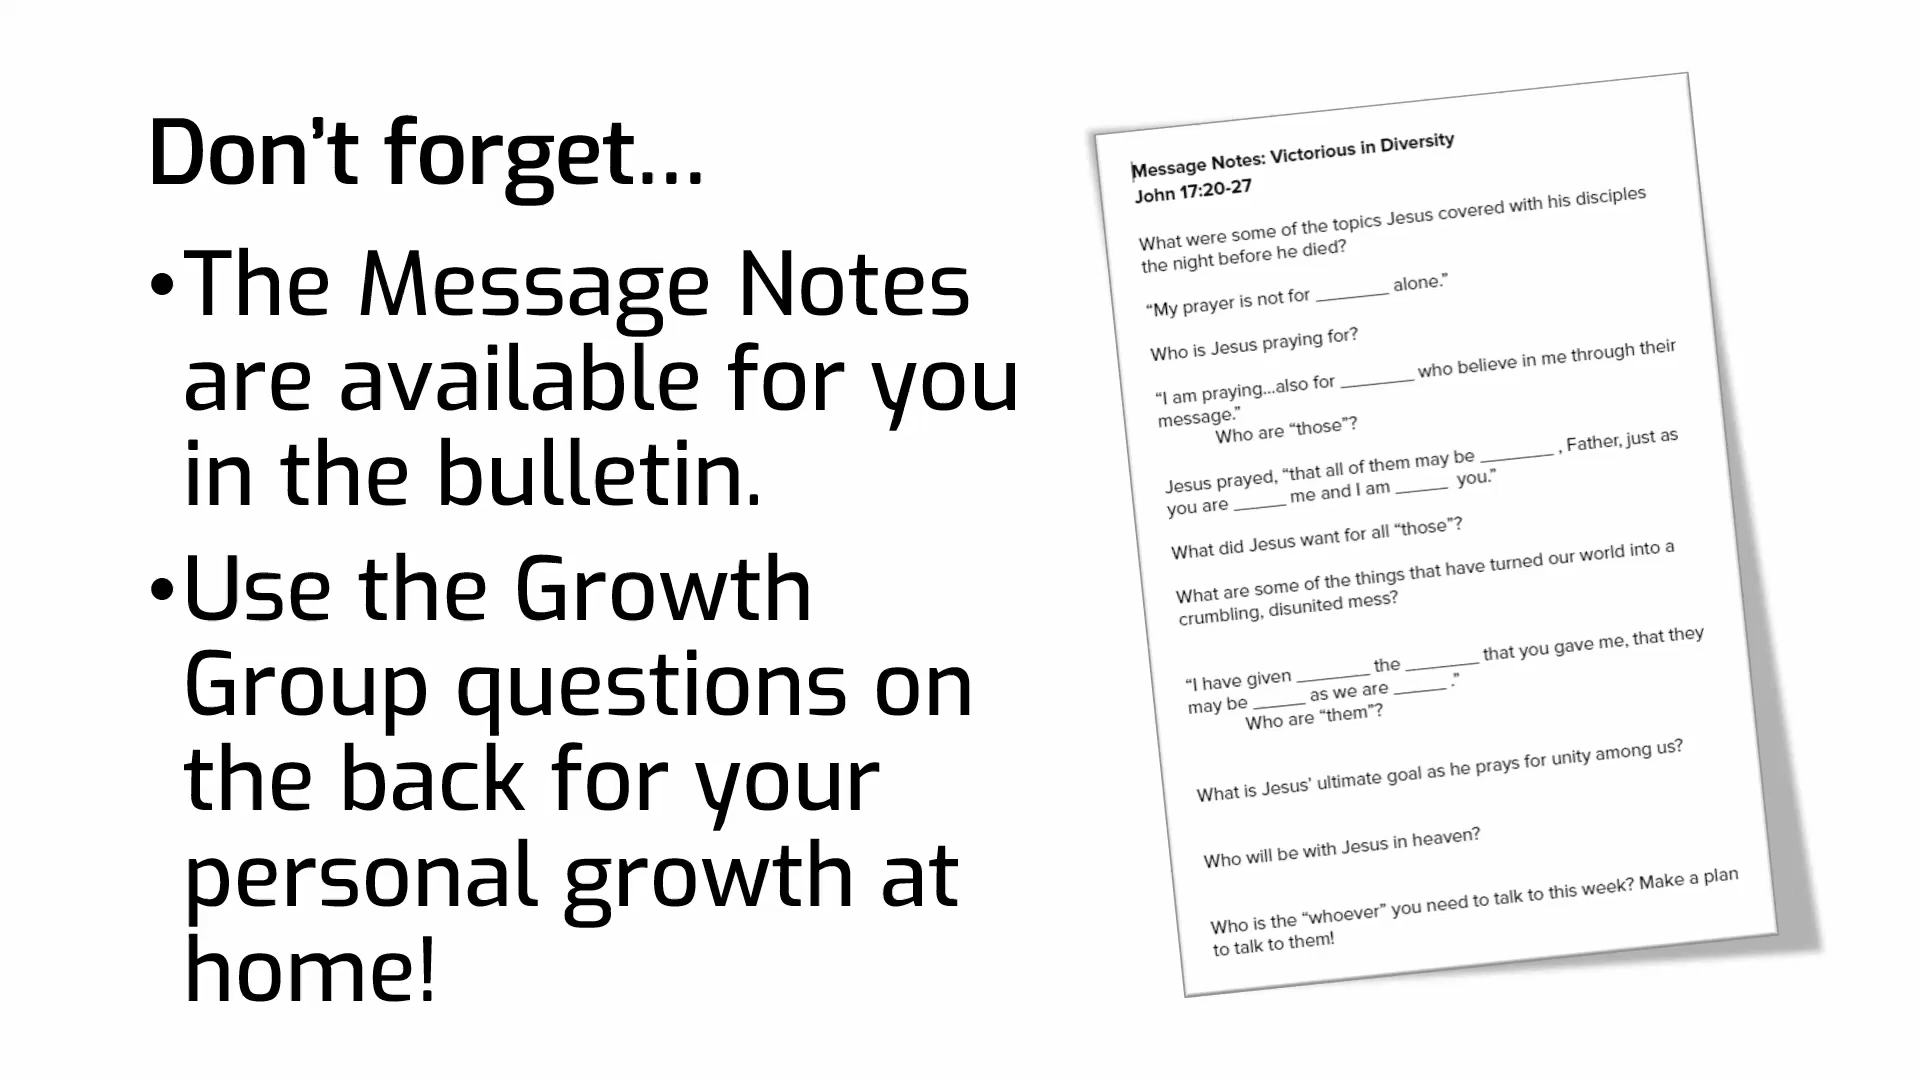 Don’t forget...
•The Message Notes
are available for you
in the bulletin.
•Use the Growth
Group questions on
the back for your
personal growth at
home!
Message Notes: Victorious in Diversity
John 17:20-27
What were some of the topics Jesus covered with his disciples
the night before he died?
“My prayer is not for ________ alone.”
Who is Jesus praying for?
“I am praying...also for ________ who believe in me through their
message.”
Who are “those”?
Jesus prayed, “that all of them may be ________ , Father, just as
you are ______ me and I am ______ you.”
What did Jesus want for all “those”?
What are some of the things that have turned our world into a
crumbling, disunited mess?
“I have given ________ the ________ that you gave me, that they
may be ______ as we are ______ .”
Who are “them”?
What is Jesus’ ultimate goal as he prays for unity among us?
Who will be with Jesus in heaven?
Who is the “whoever” you need to talk to this week? Make a plan
to talk to them!